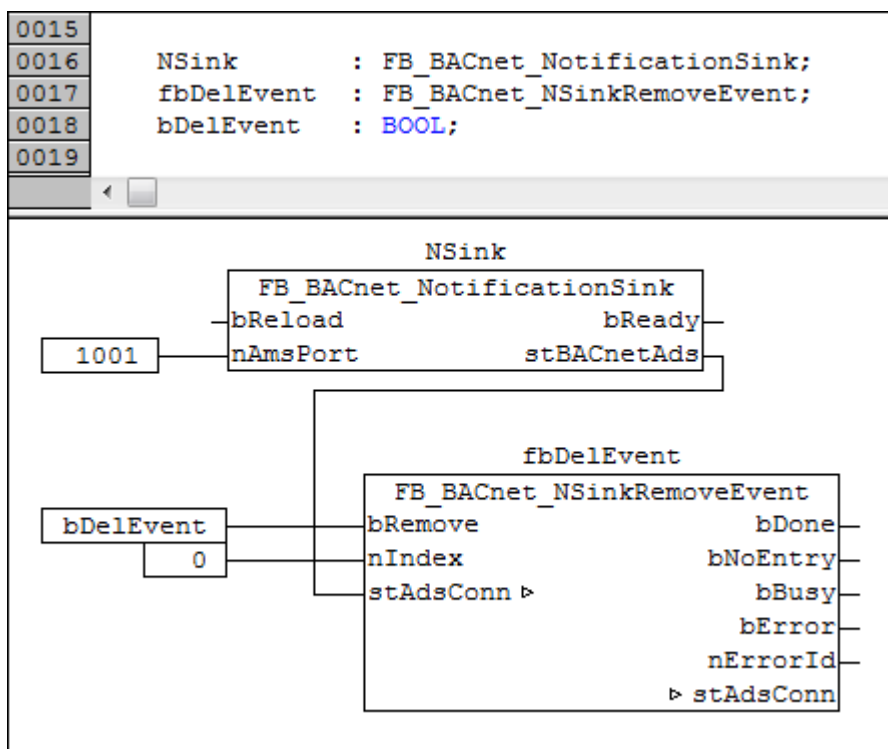 0015
0016 NSink : FB_BACnet_NotificationSink;
0017 fbDelEvent : FB_BACnet_NSinkRemoveEvent;
0018 bDelEvent : BOOL;
0019
NSink
FB_BACnet_NotificationSink
bReload bReady
1001 nAmsPort stBACnetAds
fbDelEvent
FB_BACnet_NSinkRemoveEvent
bDelEvent bRemove bDone
0 nIndex bNoEntry
stAdsConn bBusy
bError
nErrorId
stAdsConn